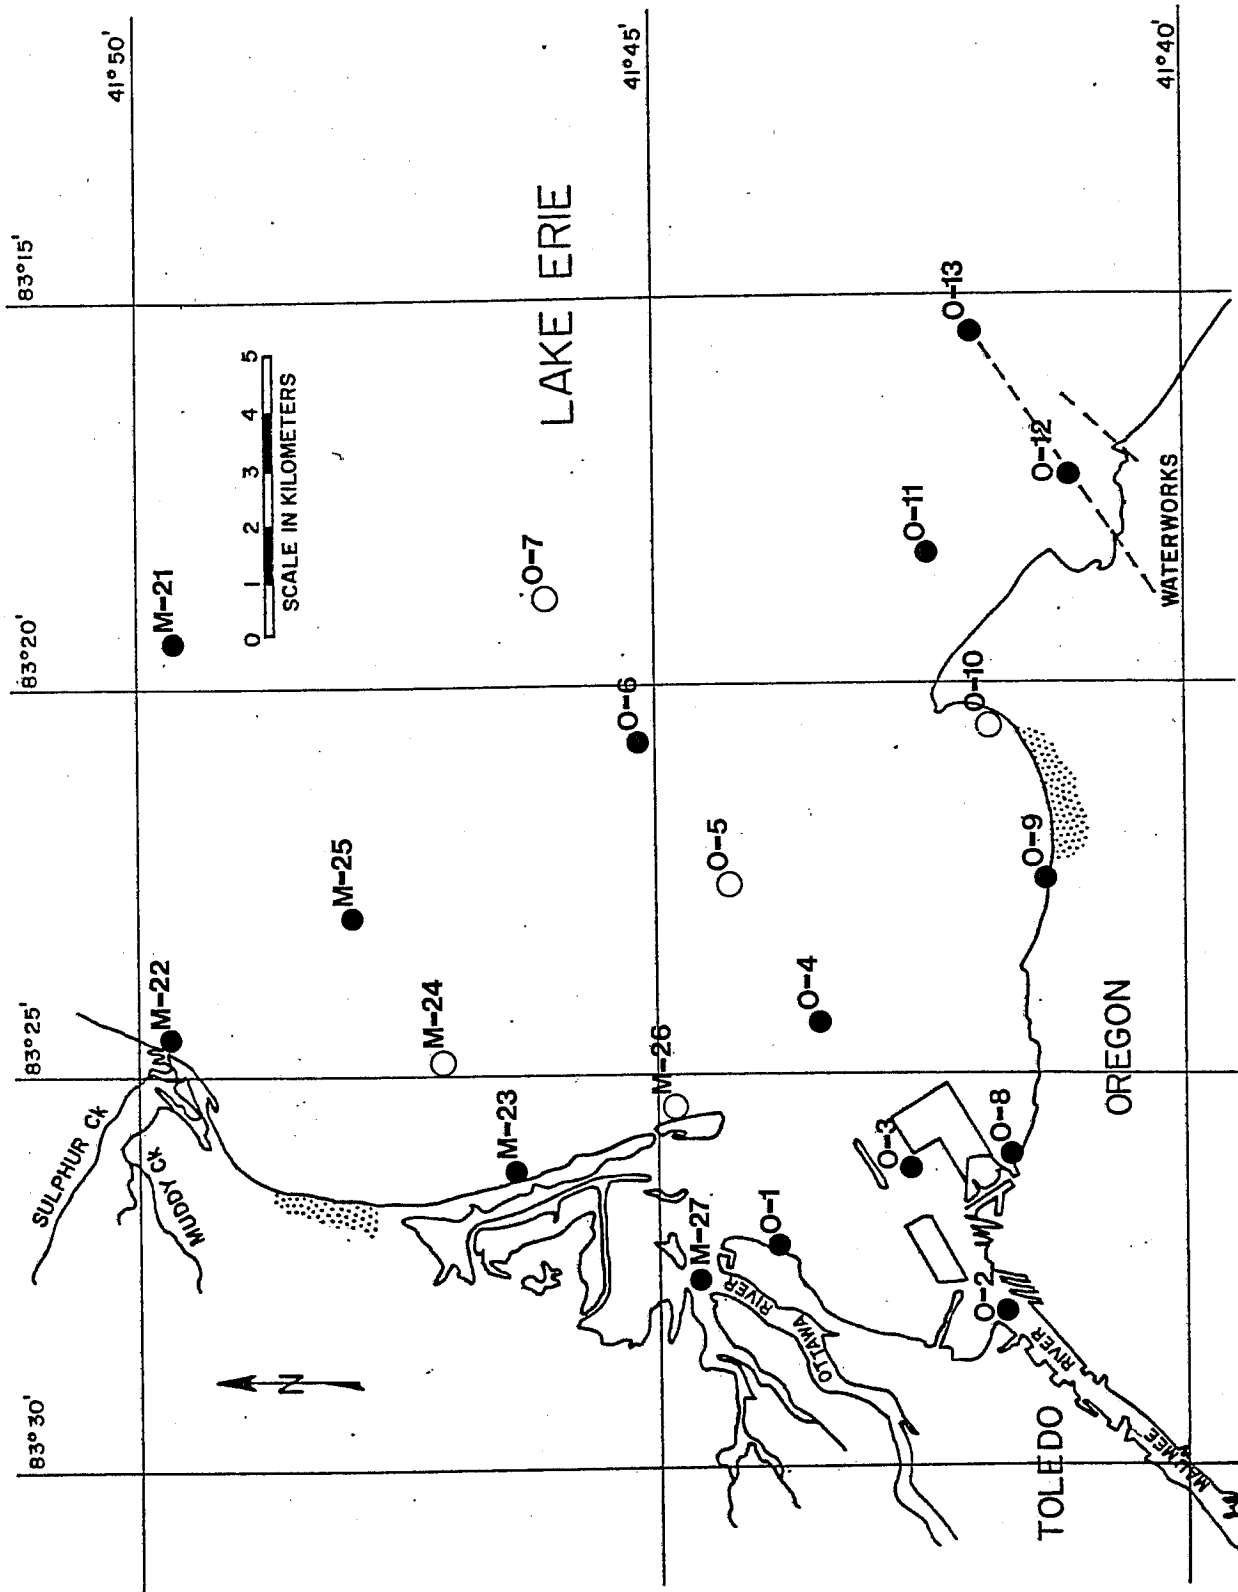 83°30'
83°25'
83°20'
83°15'
41°50'
41°45'
41°40'
SULPHUR CK
MUDDY CK
M-22
M-21
M-25
M-24
M-23
M-26
M-27
0 1 2 3 4 5
SCALE IN KILOMETERS
LAKE ERIE
N
O-7
O-6
O-5
O-4
O-1
O-3
O-2
O-8
O-9
O-10
O-11
O-12
O-13
OTTAWA
RIVER
MAUMEE
RIVER
TOLEDO
OREGON
WATERWORKS